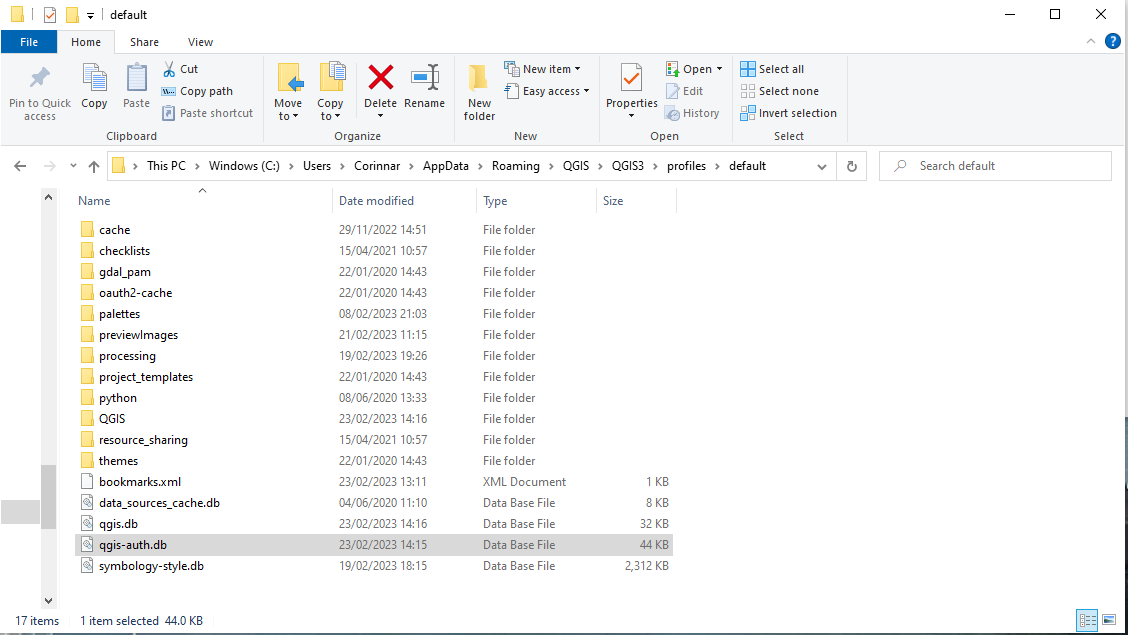 default
File Home Share View
Pin to Quick access
Copy
Paste
Cut
Copy path
Paste shortcut
Clipboard
Move to
Copy to
Delete
Rename
Organize
New folder
New item
Easy access
New
Properties
Open
Edit
History
Open
Select all
Select none
Invert selection
Select
This PC > Windows (C:) > Users > Corinnar > AppData > Roaming > QGIS > QGIS3 > profiles > default
Search default
Name Date modified Type Size
cache 29/11/2022 14:51 File folder
checklists 15/04/2021 10:57 File folder
gdal_pam 22/01/2020 14:43 File folder
oauth2-cache 22/01/2020 14:43 File folder
palettes 08/02/2023 21:03 File folder
previewImages 21/02/2023 11:15 File folder
processing 19/02/2023 19:26 File folder
project_templates 22/01/2020 14:43 File folder
python 08/06/2020 13:33 File folder
QGIS 23/02/2023 14:16 File folder
resource_sharing 15/04/2021 10:57 File folder
themes 22/01/2020 14:43 File folder
bookmarks.xml 23/02/2023 13:11 XML Document 1 KB
data_sources_cache.db 04/06/2020 11:10 Data Base File 8 KB
qgis.db 23/02/2023 14:16 Data Base File 32 KB
qgis-auth.db 23/02/2023 14:15 Data Base File 44 KB
symbology-style.db 19/02/2023 18:15 Data Base File 2,312 KB
17 items 1 item selected 44.0 KB